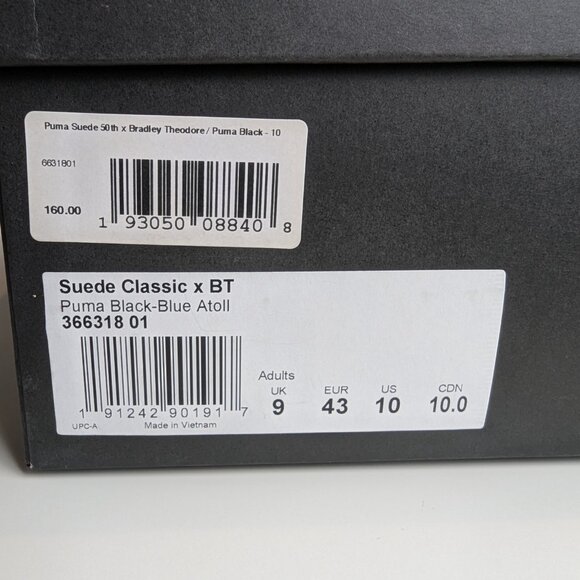 Puma Suede 50th x Bradley Theodore / Puma Black - 10
6631801
160.00
1 93050 08840 8
Suede Classic x BT
Puma Black-Blue Atoll
366318 01
Adults
UK EUR US CDN
9 43 10 10.0
1 91242 90191 7
UPC-A Made in Vietnam